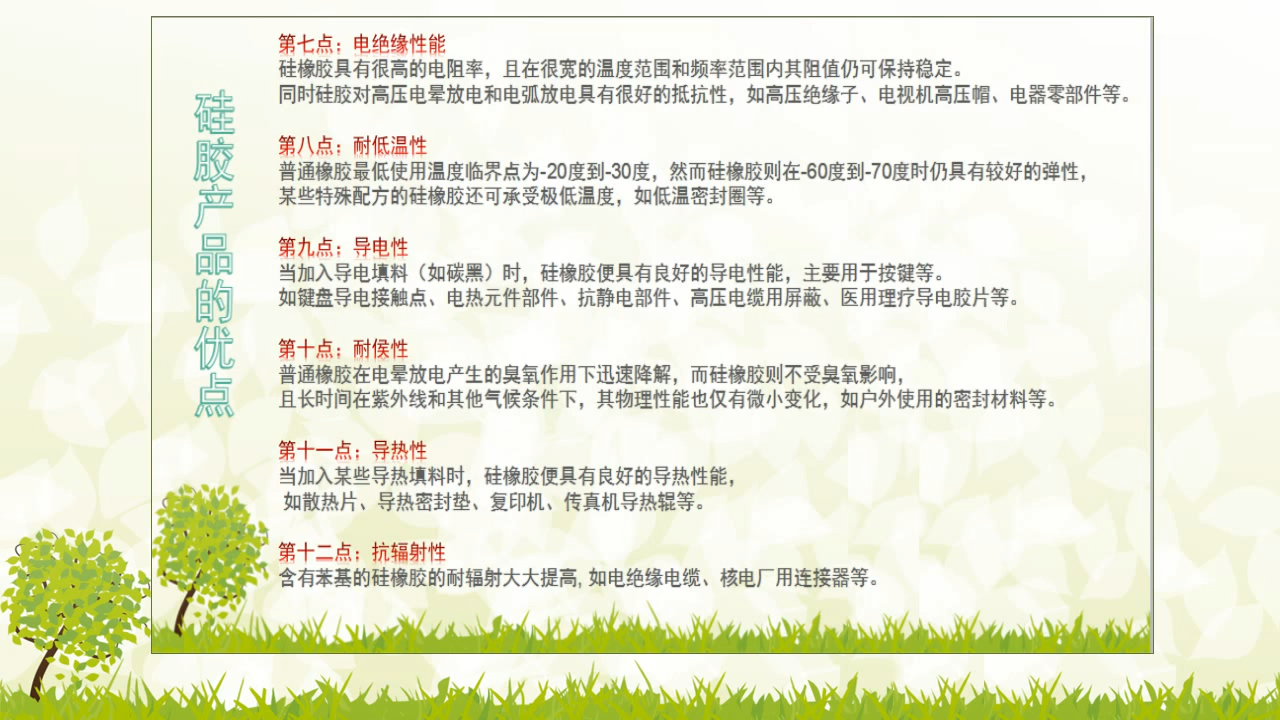 硅胶产品的优点
第七点；电绝缘性能
硅橡胶具有很高的电阻率，且在很宽的温度范围和频率范围内其阻值仍可保持稳定。
同时硅胶对高压电晕放电和电弧放电具有很好的抵抗性，如高压绝缘子、电视机高压帽、电器零部件等。
第八点；耐低温性
普通橡胶最低使用温度临界点为-20度到-30度，然而硅橡胶则在-60度到-70度时仍具有较好的弹性，
某些特殊配方的硅橡胶还可承受极低温度，如低温密封圈等。
第九点；导电性
当加入导电填料（如碳黑）时，硅橡胶便具有良好的导电性能，主要用于按键等。
如键盘导电接触点、电热元件部件、抗静电部件、高压电缆用屏蔽、医用理疗导电胶片等。
第十点；耐侯性
普通橡胶在电晕放电产生的臭氧作用下迅速降解，而硅橡胶则不受臭氧影响，
且长时间在紫外线和其他气候条件下，其物理性能也仅有微小变化，如户外使用的密封材料等。
第十一点；导热性
当加入某些导热填料时，硅橡胶便具有良好的导热性能，
如散热片、导热密封垫、复印机、传真机导热辊等。
第十二点；抗辐射性
含有苯基的硅橡胶的耐辐射大大提高, 如电绝缘电缆、核电厂用连接器等。